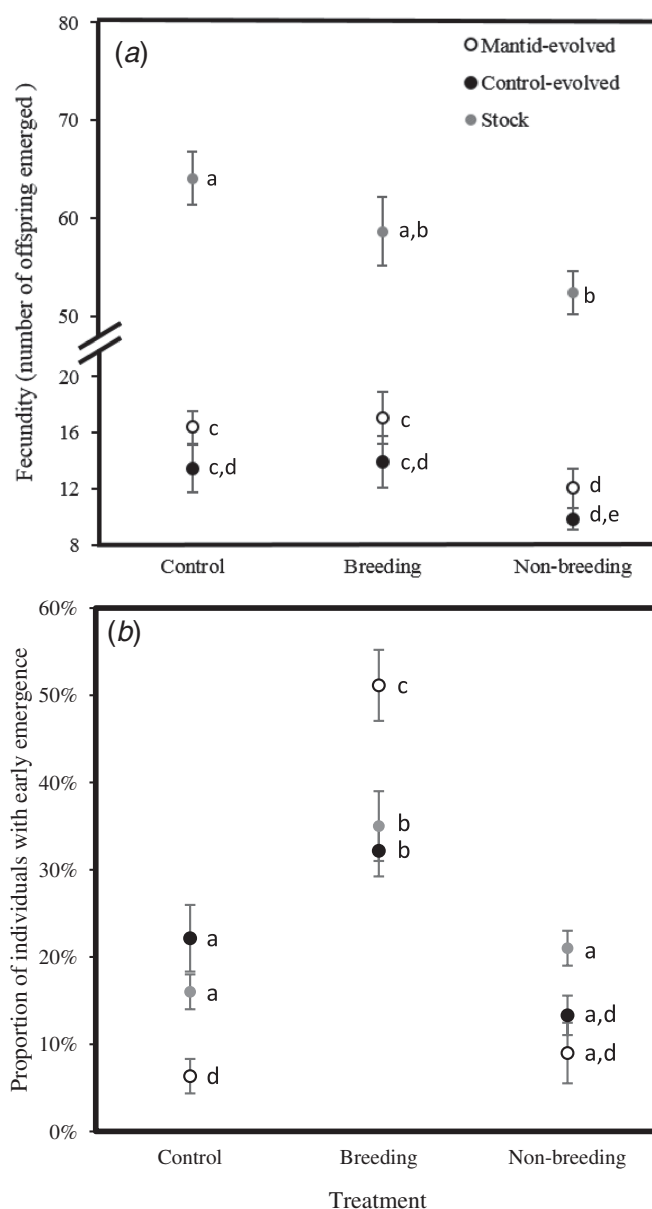 (a)
Mantid-evolved
Control-evolved
Stock
Fecundity (number of offspring emerged )
80
70
60
50
20
16
12
8
a
a,b
b
c
c,d
c
c,d
d
d,e
Control Breeding Non-breeding
(b)
Proportion of individuals with early emergence
60%
50%
40%
30%
20%
10%
0%
a
a
d
c
b
b
a
a,d
a,d
Control Breeding Non-breeding
Treatment